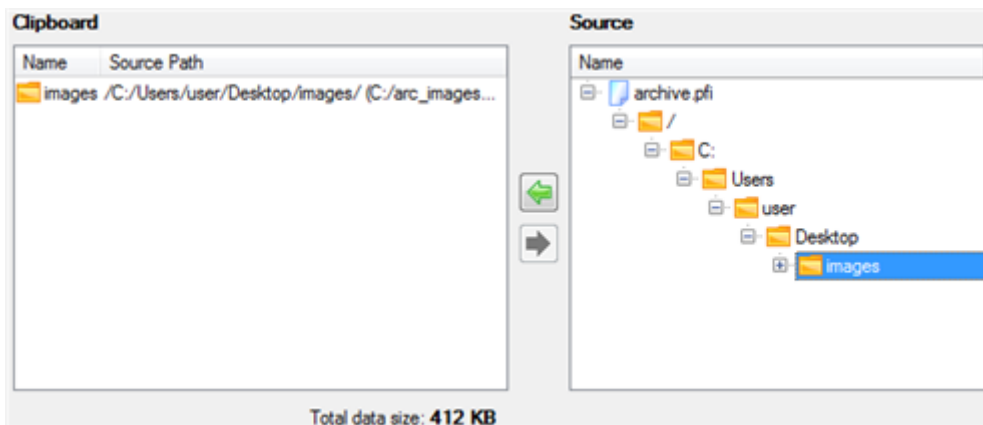 Clipboard
Name Source Path
images /C:/Users/user/Desktop/images/ (C:/arc_images...
Total data size: 412 KB
Source
Name
archive.pfi
/
C:
Users
user
Desktop
images